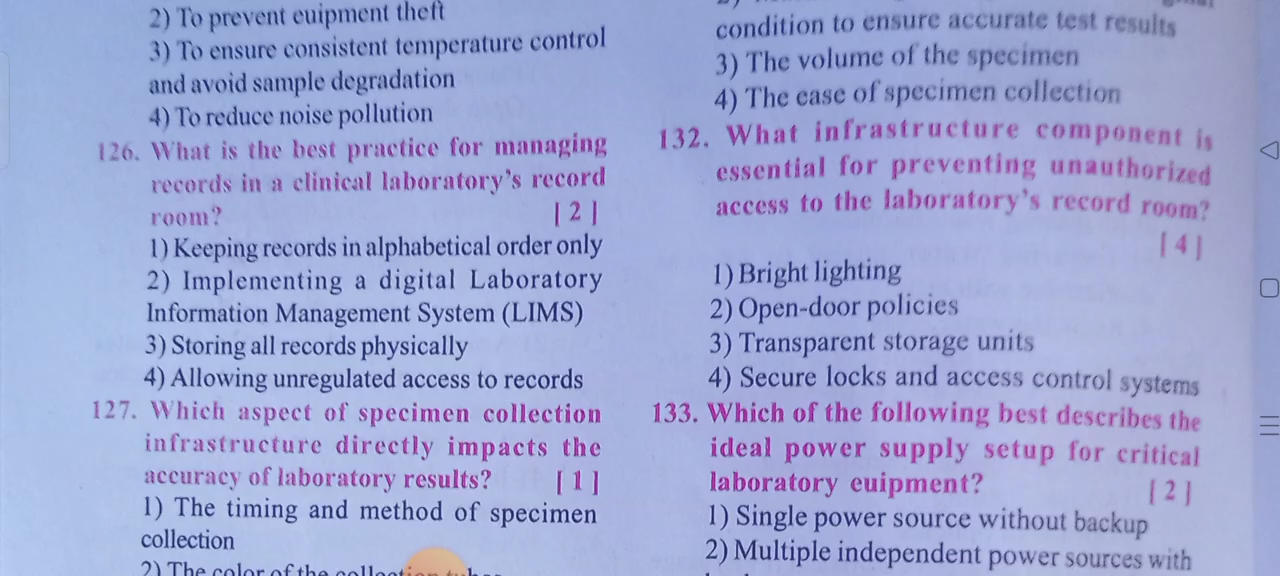 2) To prevent euipment theft
3) To ensure consistent temperature control
and avoid sample degradation
4) To reduce noise pollution
126. What is the best practice for managing
records in a clinical laboratory's record
room? [ 2 ]
1) Keeping records in alphabetical order only
2) Implementing a digital Laboratory
Information Management System (LIMS)
3) Storing all records physically
4) Allowing unregulated access to records
127. Which aspect of specimen collection
infrastructure directly impacts the
accuracy of laboratory results? [ 1 ]
1) The timing and method of specimen
collection
2) The color of the collection tubes
condition to ensure accurate test results
3) The volume of the specimen
4) The ease of specimen collection
132. What infrastructure component is
essential for preventing unauthorized
access to the laboratory's record room?
[ 4 ]
1) Bright lighting
2) Open-door policies
3) Transparent storage units
4) Secure locks and access control systems
133. Which of the following best describes the
ideal power supply setup for critical
laboratory euipment? [ 2 ]
1) Single power source without backup
2) Multiple independent power sources with